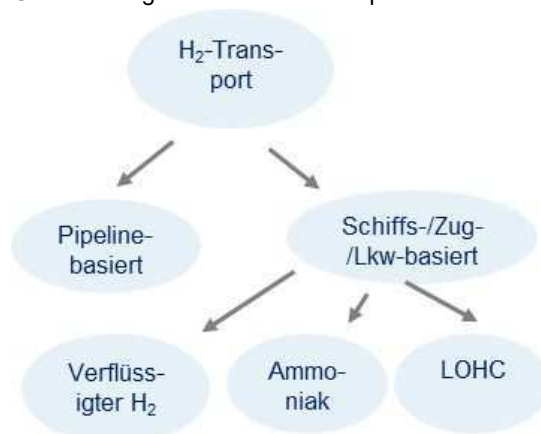 H₂-Trans-
port
Pipeline-
basiert
Schiffs-/Zug-
/Lkw-basiert
Verflüss-
igter H₂
Ammo-
niak
LOHC